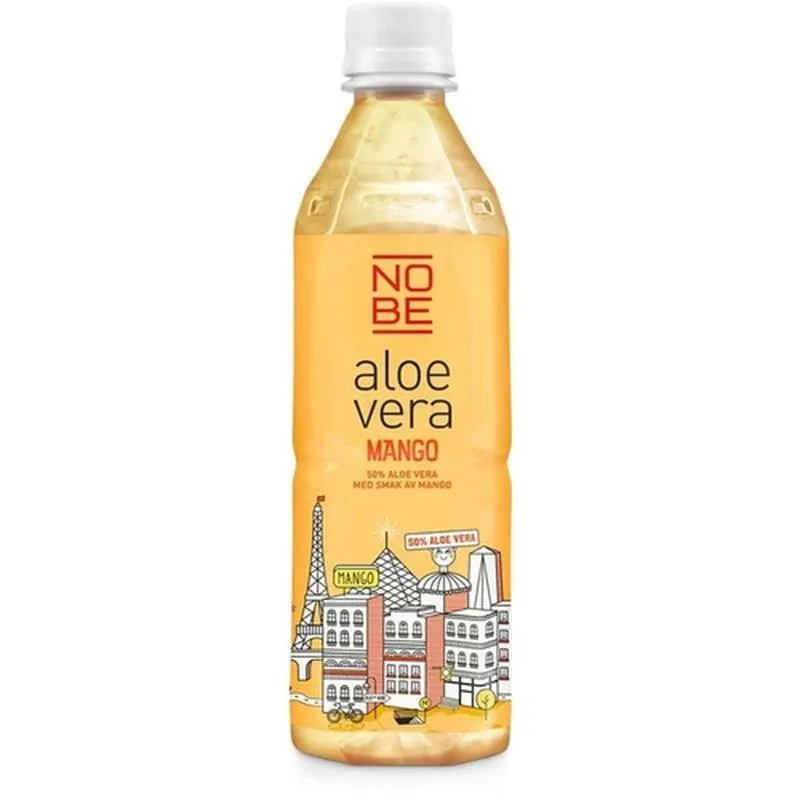 NO
BE
aloe
vera
MANGO
50% ALOE VERA
MED SMAK AV MANGO
50% ALOE VERA
MANGO
M